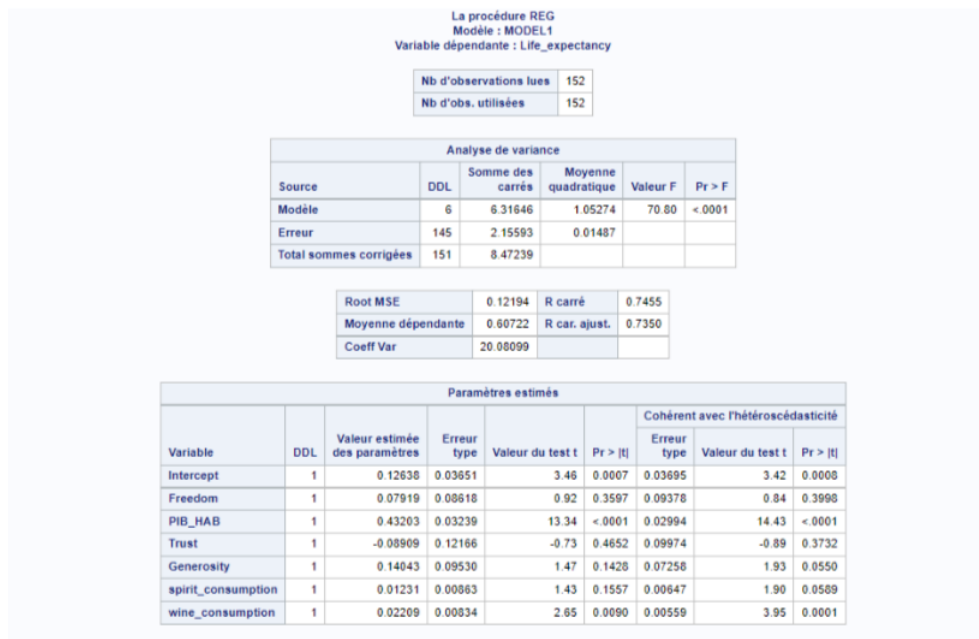 La procédure REG
Modèle : MODEL1
Variable dépendante : Life_expectancy
Nb d'observations lues 152
Nb d'obs. utilisées 152
Analyse de variance
Source DDL Somme des carrés Moyenne quadratique Valeur F Pr > F
Modèle 6 6.31646 1.05274 70.80 <.0001
Erreur 145 2.15593 0.01487
Total sommes corrigées 151 8.47239
Root MSE 0.12194 R carré 0.7455
Moyenne dépendante 0.60722 R car. ajust. 0.7350
Coeff Var 20.08099
Paramètres estimés
Cohérent avec l'hétéroscédasticité
Variable DDL Valeur estimée des paramètres Erreur type Valeur du test t Pr > |t| Erreur type Valeur du test t Pr > |t|
Intercept 1 0.12638 0.03651 3.46 0.0007 0.03695 3.42 0.0008
Freedom 1 0.07919 0.08618 0.92 0.3597 0.09378 0.84 0.3998
PIB_HAB 1 0.43203 0.03239 13.34 <.0001 0.02994 14.43 <.0001
Trust 1 -0.08909 0.12166 -0.73 0.4652 0.09974 -0.89 0.3732
Generosity 1 0.14043 0.09530 1.47 0.1428 0.07258 1.93 0.0550
spirit_consumption 1 0.01231 0.00863 1.43 0.1557 0.00647 1.90 0.0589
wine_consumption 1 0.02209 0.00834 2.65 0.0090 0.00559 3.95 0.0001